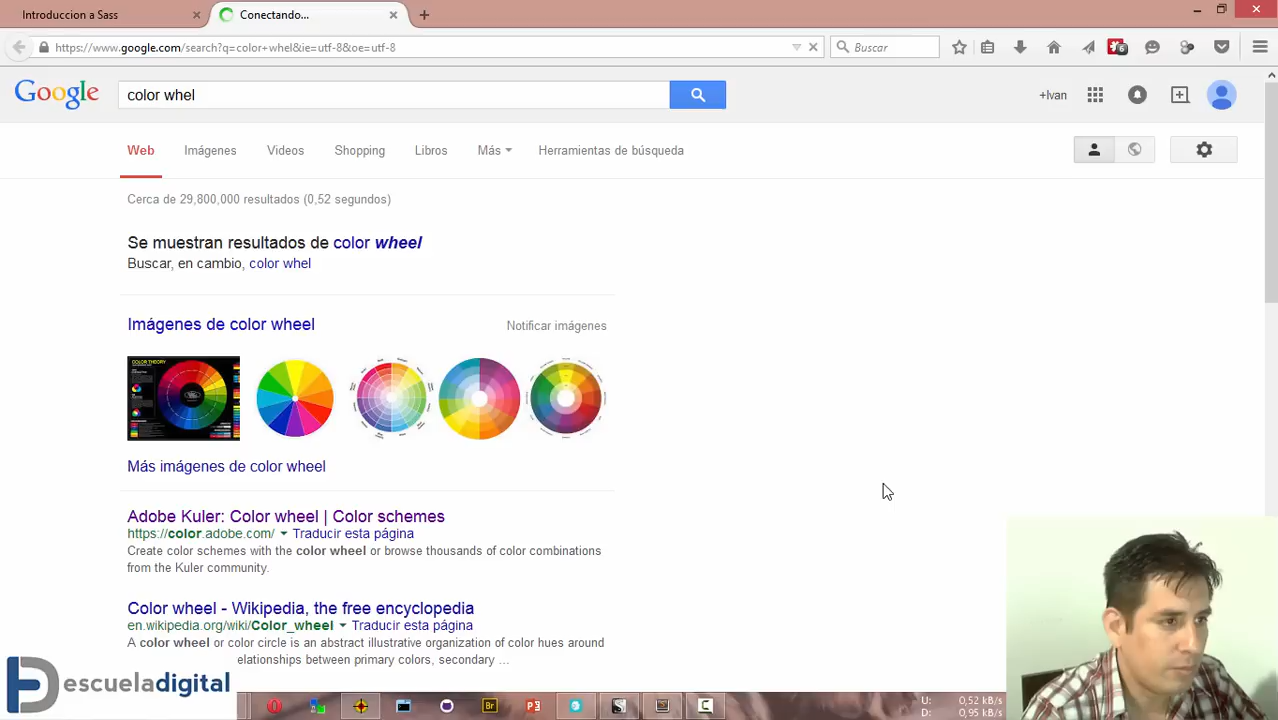 Introduccion a Sass
Conectando...
https://www.google.com/search?q=color+whel&ie=utf-8&oe=utf-8
Buscar
6
Google
color whel
+Ivan
Web
Imágenes
Videos
Shopping
Libros
Más
Herramientas de búsqueda
Cerca de 29,800,000 resultados (0,52 segundos)
Se muestran resultados de color wheel
Buscar, en cambio, color whel
Imágenes de color wheel
Notificar imágenes
COLOR THEORY
Más imágenes de color wheel
Adobe Kuler: Color wheel | Color schemes
https://color.adobe.com/ Traducir esta página
Create color schemes with the color wheel or browse thousands of color combinations
from the Kuler community.
Color wheel - Wikipedia, the free encyclopedia
en.wikipedia.org/wiki/Color_wheel Traducir esta página
A color wheel or color circle is an abstract illustrative organization of color hues around
elationships between primary colors, secondary ...
escueladigital
Br
U: 0,52 kB/s
D: 0,95 kB/s